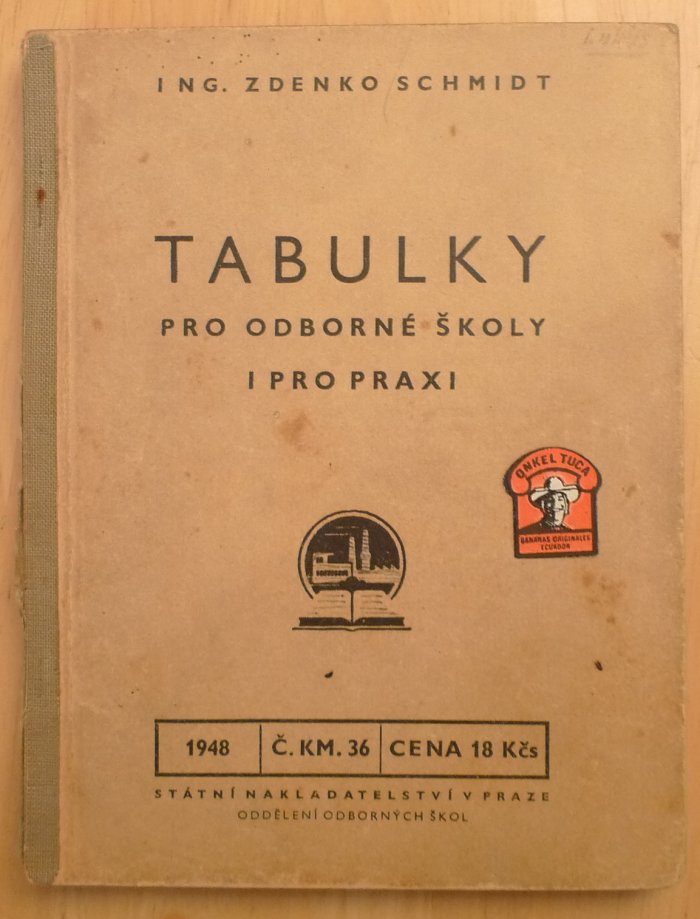 ING. ZDENKO SCHMIDT
TABULKY
PRO ODBORNÉ ŠKOLY
I PRO PRAXI
ONKEL TUCA
BANANAS ORIGINALES
ECUADOR
1948 Č. KM. 36 CENA 18 Kčs
STÁTNÍ NAKLADATELSTVÍ V PRAZE
ODDĚLENÍ ODBORNÝCH ŠKOL